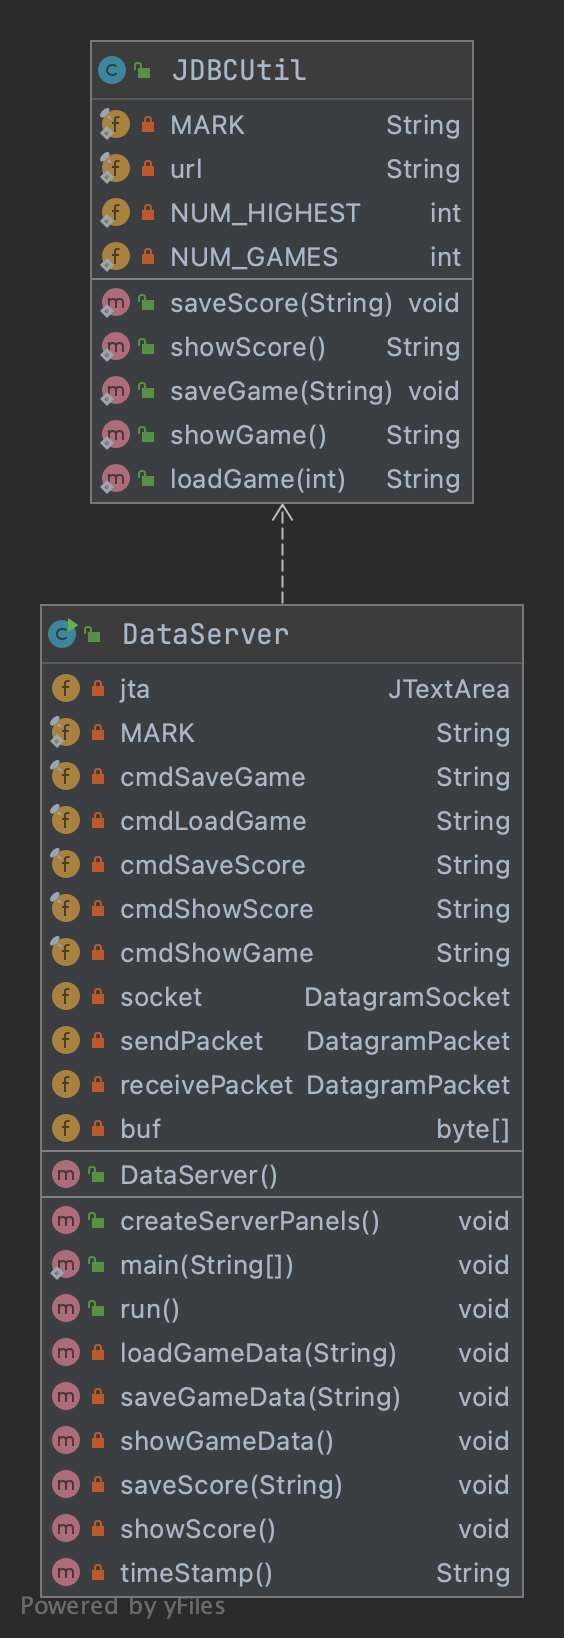 JDBCUtil
MARK String
url String
NUM_HIGHEST int
NUM_GAMES int
saveScore(String) void
showScore() String
saveGame(String) void
showGame() String
loadGame(int) String
DataServer
jta JTextArea
MARK String
cmdSaveGame String
cmdLoadGame String
cmdSaveScore String
cmdShowScore String
cmdShowGame String
socket DatagramSocket
sendPacket DatagramPacket
receivePacket DatagramPacket
buf byte[]
DataServer()
createServerPanels() void
main(String[]) void
run() void
loadGameData(String) void
saveGameData(String) void
showGameData() void
saveScore(String) void
showScore() void
timeStamp() String
Powered by yFiles